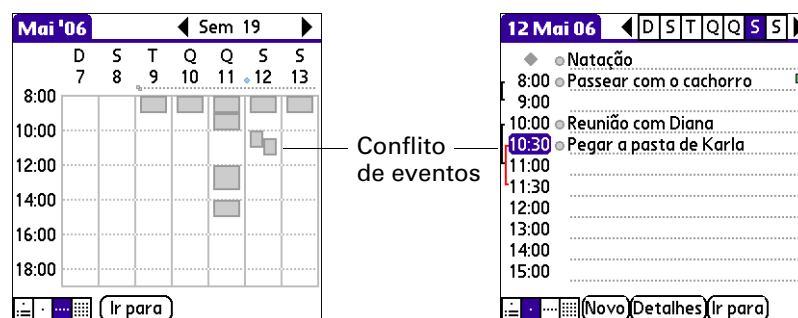 Mai '06 Sem 19
D S T Q Q S S
7 8 9 10 11 12 13
8:00
10:00
12:00
14:00
16:00
18:00
Ir para
Conflito
de eventos
12 Mai 06 D S T Q Q S S
Natação
8:00 Passear com o cachorro
9:00
10:00 Reunião com Diana
10:30 Pegar a pasta de Karla
11:00
11:30
12:00
13:00
14:00
15:00
Novo Detalhes Ir para